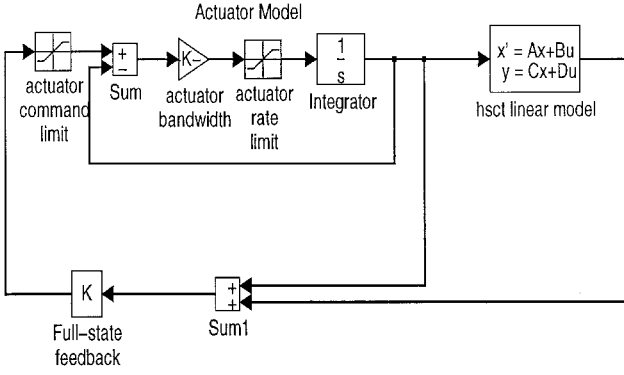 Actuator Model
+
−
K−
1
s
x' = Ax+Bu
y = Cx+Du
actuator
command
limit
Sum
actuator
bandwidth
actuator
rate
limit
Integrator
hsct linear model
K
+
+
Full−state
feedback
Sum1